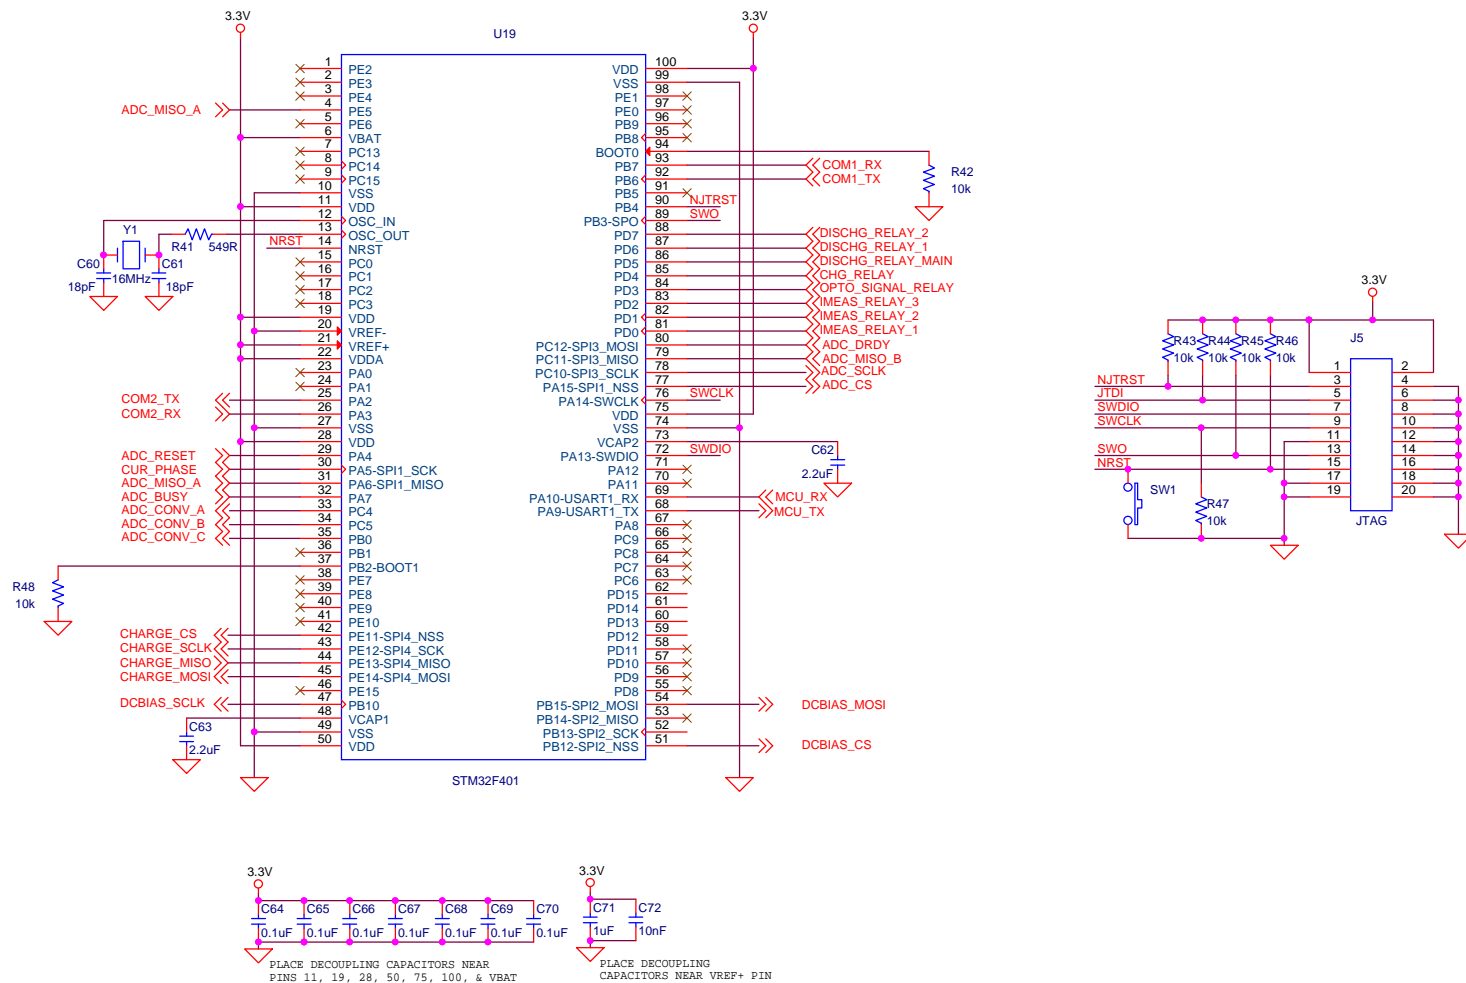 3.3V
3.3V
U19
1 PE2
2 PE3
3 PE4
ADC_MISO_A 4 PE5
5 PE6
6 VBAT
7 PC13
8 PC14
9 PC15
10 VSS
11 VDD
12 OSC_IN
13 OSC_OUT
NRST 14 NRST
15 PC0
16 PC1
17 PC2
18 PC3
19 VDD
20 VREF-
21 VREF+
22 VDDA
23 PA0
24 PA1
COM2_TX 25 PA2
COM2_RX 26 PA3
27 VSS
28 VDD
ADC_RESET 29 PA4
CUR_PHASE 30 PA5-SPI1_SCK
ADC_MISO_A 31 PA6-SPI1_MISO
ADC_BUSY 32 PA7
ADC_CONV_A 33 PC4
ADC_CONV_B 34 PC5
ADC_CONV_C 35 PB0
36 PB1
37 PB2-BOOT1
38 PE7
39 PE8
40 PE9
41 PE10
CHARGE_CS 42 PE11-SPI4_NSS
CHARGE_SCLK 43 PE12-SPI4_SCK
CHARGE_MISO 44 PE13-SPI4_MISO
CHARGE_MOSI 45 PE14-SPI4_MOSI
46 PE15
DCBIAS_SCLK 47 PB10
48 VCAP1
49 VSS
50 VDD
Y1
R41 549R
C60
16MHz
C61
18pF
18pF
R48
10k
C63
2.2uF
VDD 100
VSS 99
PE1 98
PE0 97
PB9 96
PB8 95
BOOT0 94
PB7 93 COM1_RX
PB6 92 COM1_TX
PB5 91
PB4 90 NJTRST
PB3-SPO 89 SWO
PD7 88 DISCHG_RELAY_2
PD6 87 DISCHG_RELAY_1
PD5 86 DISCHG_RELAY_MAIN
PD4 85 CHG_RELAY
PD3 84 OPTO_SIGNAL_RELAY
PD2 83 IMEAS_RELAY_3
PD1 82 IMEAS_RELAY_2
PD0 81 IMEAS_RELAY_1
PC12-SPI3_MOSI 80 ADC_DRDY
PC11-SPI3_MISO 79 ADC_MISO_B
PC10-SPI3_SCLK 78 ADC_SCLK
PA15-SPI1_NSS 77 ADC_CS
PA14-SWCLK 76 SWCLK
VDD 75
VSS 74
VCAP2 73
PA13-SWDIO 72 SWDIO
PA12 71
PA11 70
PA10-USART1_RX 69 MCU_RX
PA9-USART1_TX 68 MCU_TX
PA8 67
PC9 66
PC8 65
PC7 64
PC6 63
PD15 62
PD14 61
PD13 60
PD12 59
PD11 58
PD10 57
PD9 56
PD8 55
PB15-SPI2_MOSI 54 DCBIAS_MOSI
PB14-SPI2_MISO 53
PB13-SPI2_SCK 52
PB12-SPI2_NSS 51 DCBIAS_CS
STM32F401
R42
10k
C62
2.2uF
3.3V
R43 R44 R45 R46
10k 10k 10k 10k
J5
1 2
NJTRST 3 4
JTDI 5 6
SWDIO 7 8
SWCLK 9 10
11 12
SWO 13 14
NRST 15 16
17 18
19 20
SW1
R47
10k
JTAG
3.3V
C64 C65 C66 C67 C68 C69 C70
0.1uF 0.1uF 0.1uF 0.1uF 0.1uF 0.1uF 0.1uF
PLACE DECOUPLING CAPACITORS NEAR
PINS 11, 19, 28, 50, 75, 100, & VBAT
3.3V
C71 C72
1uF 10nF
PLACE DECOUPLING
CAPACITORS NEAR VREF+ PIN